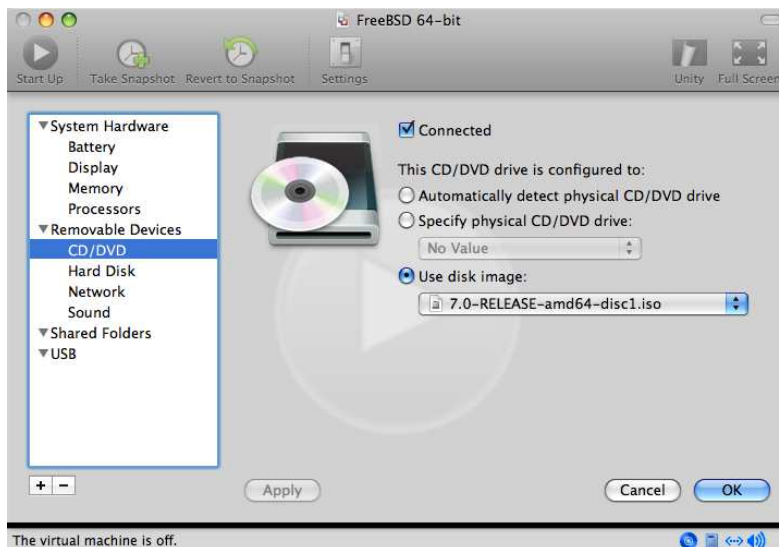 FreeBSD 64-bit
Start Up Take Snapshot Revert to Snapshot Settings Unity Full Screen
System Hardware
Battery
Display
Memory
Processors
Removable Devices
CD/DVD
Hard Disk
Network
Sound
Shared Folders
USB
Connected
This CD/DVD drive is configured to:
Automatically detect physical CD/DVD drive
Specify physical CD/DVD drive:
No Value
Use disk image:
7.0-RELEASE-amd64-disc1.iso
+ −
Apply Cancel OK
The virtual machine is off.